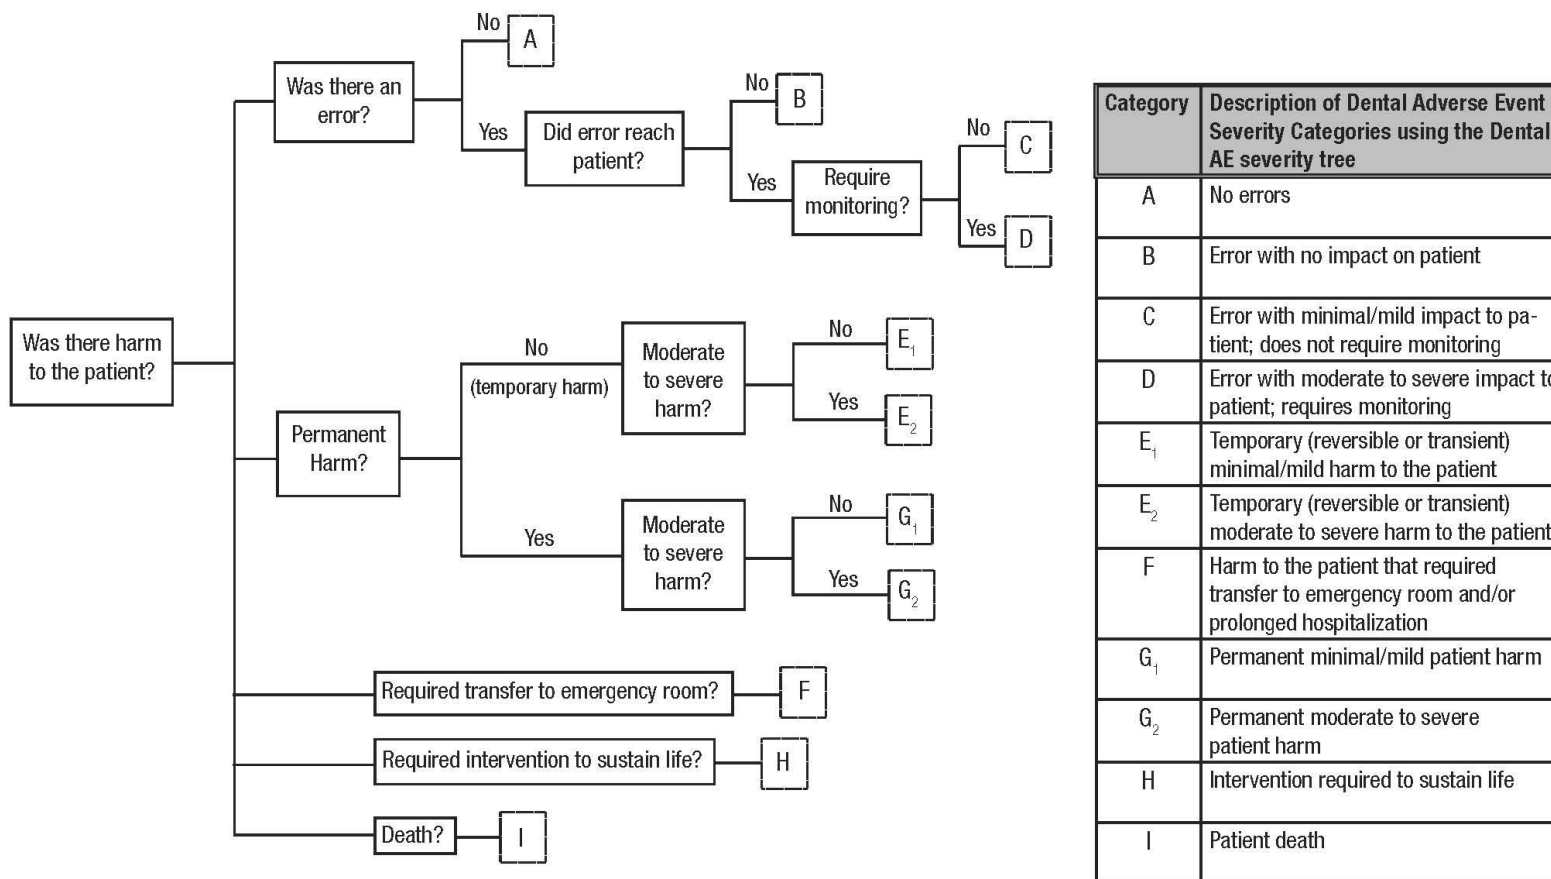 Was there harm
to the patient?
Was there an
error?
No
A
Yes
Did error reach
patient?
No
B
Yes
Require
monitoring?
No
C
Yes
D
Permanent
Harm?
No
(temporary harm)
Moderate
to severe
harm?
No
E1
Yes
E2
Yes
Moderate
to severe
harm?
No
G1
Yes
G2
Required transfer to emergency room?
F
Required intervention to sustain life?
H
Death?
I
Category
Description of Dental Adverse Event
Severity Categories using the Dental
AE severity tree
A
No errors
B
Error with no impact on patient
C
Error with minimal/mild impact to pa-
tient; does not require monitoring
D
Error with moderate to severe impact to
patient; requires monitoring
E1
Temporary (reversible or transient)
minimal/mild harm to the patient
E2
Temporary (reversible or transient)
moderate to severe harm to the patient
F
Harm to the patient that required
transfer to emergency room and/or
prolonged hospitalization
G1
Permanent minimal/mild patient harm
G2
Permanent moderate to severe
patient harm
H
Intervention required to sustain life
I
Patient death